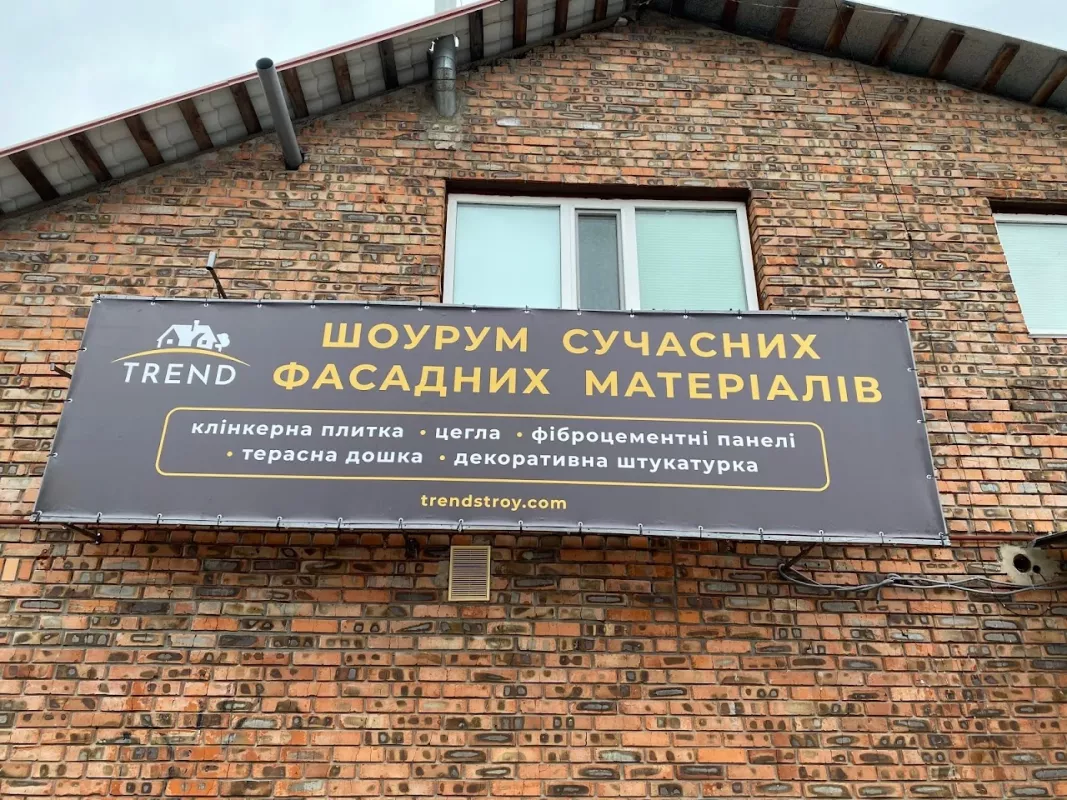 TREND
ШОУРУМ СУЧАСНИХ
ФАСАДНИХ МАТЕРІАЛІВ
клінкерна плитка • цегла • фіброцементні панелі
• терасна дошка • декоративна штукатурка
trendstroy.com